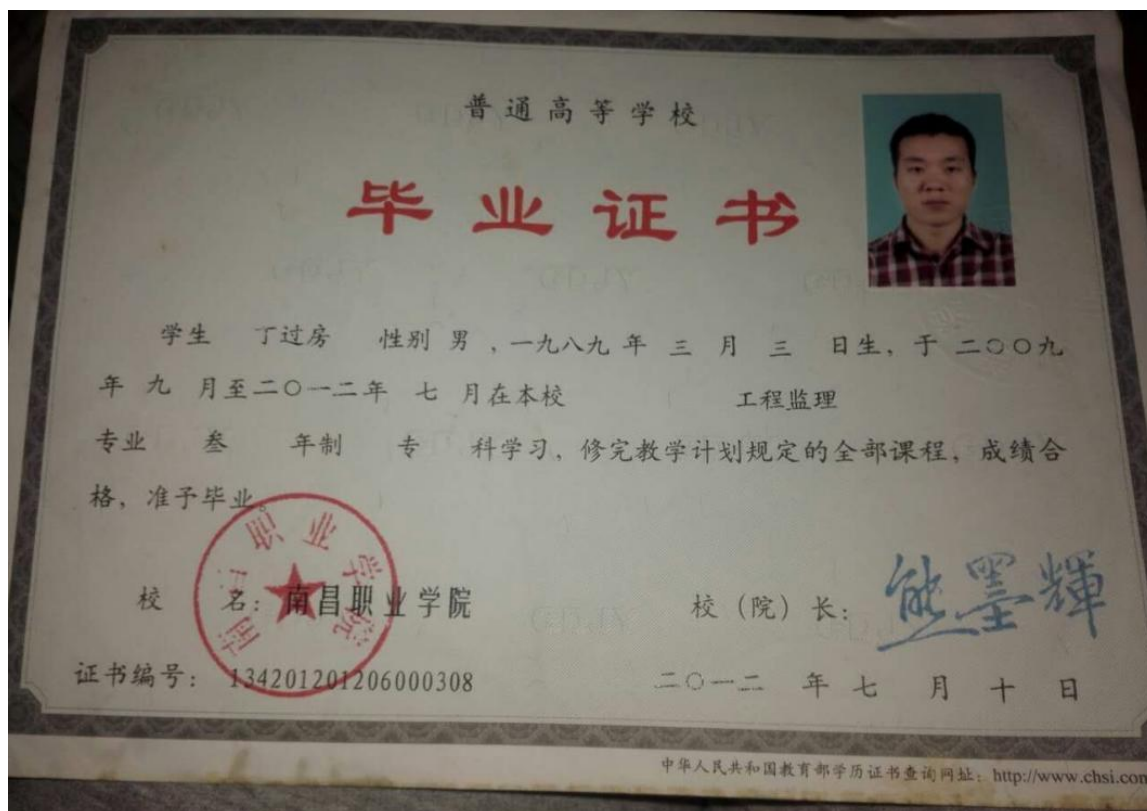 普通高等学校
毕业证书
学生 丁过房 性别 男 ，一九八九 年 三 月 三 日生，于 二〇〇九
年 九 月至二〇一二年 七 月在本校 工程监理
专业 叁 年制 专 科学习，修完教学计划规定的全部课程，成绩合
格，准予毕业。
职业学院
校 名：南昌职业学院 校（院）长：熊墨輝
证书编号：134201201206000308 二〇一二 年 七 月 十 日
中华人民共和国教育部学历证书查询网址：http://www.chsi.com